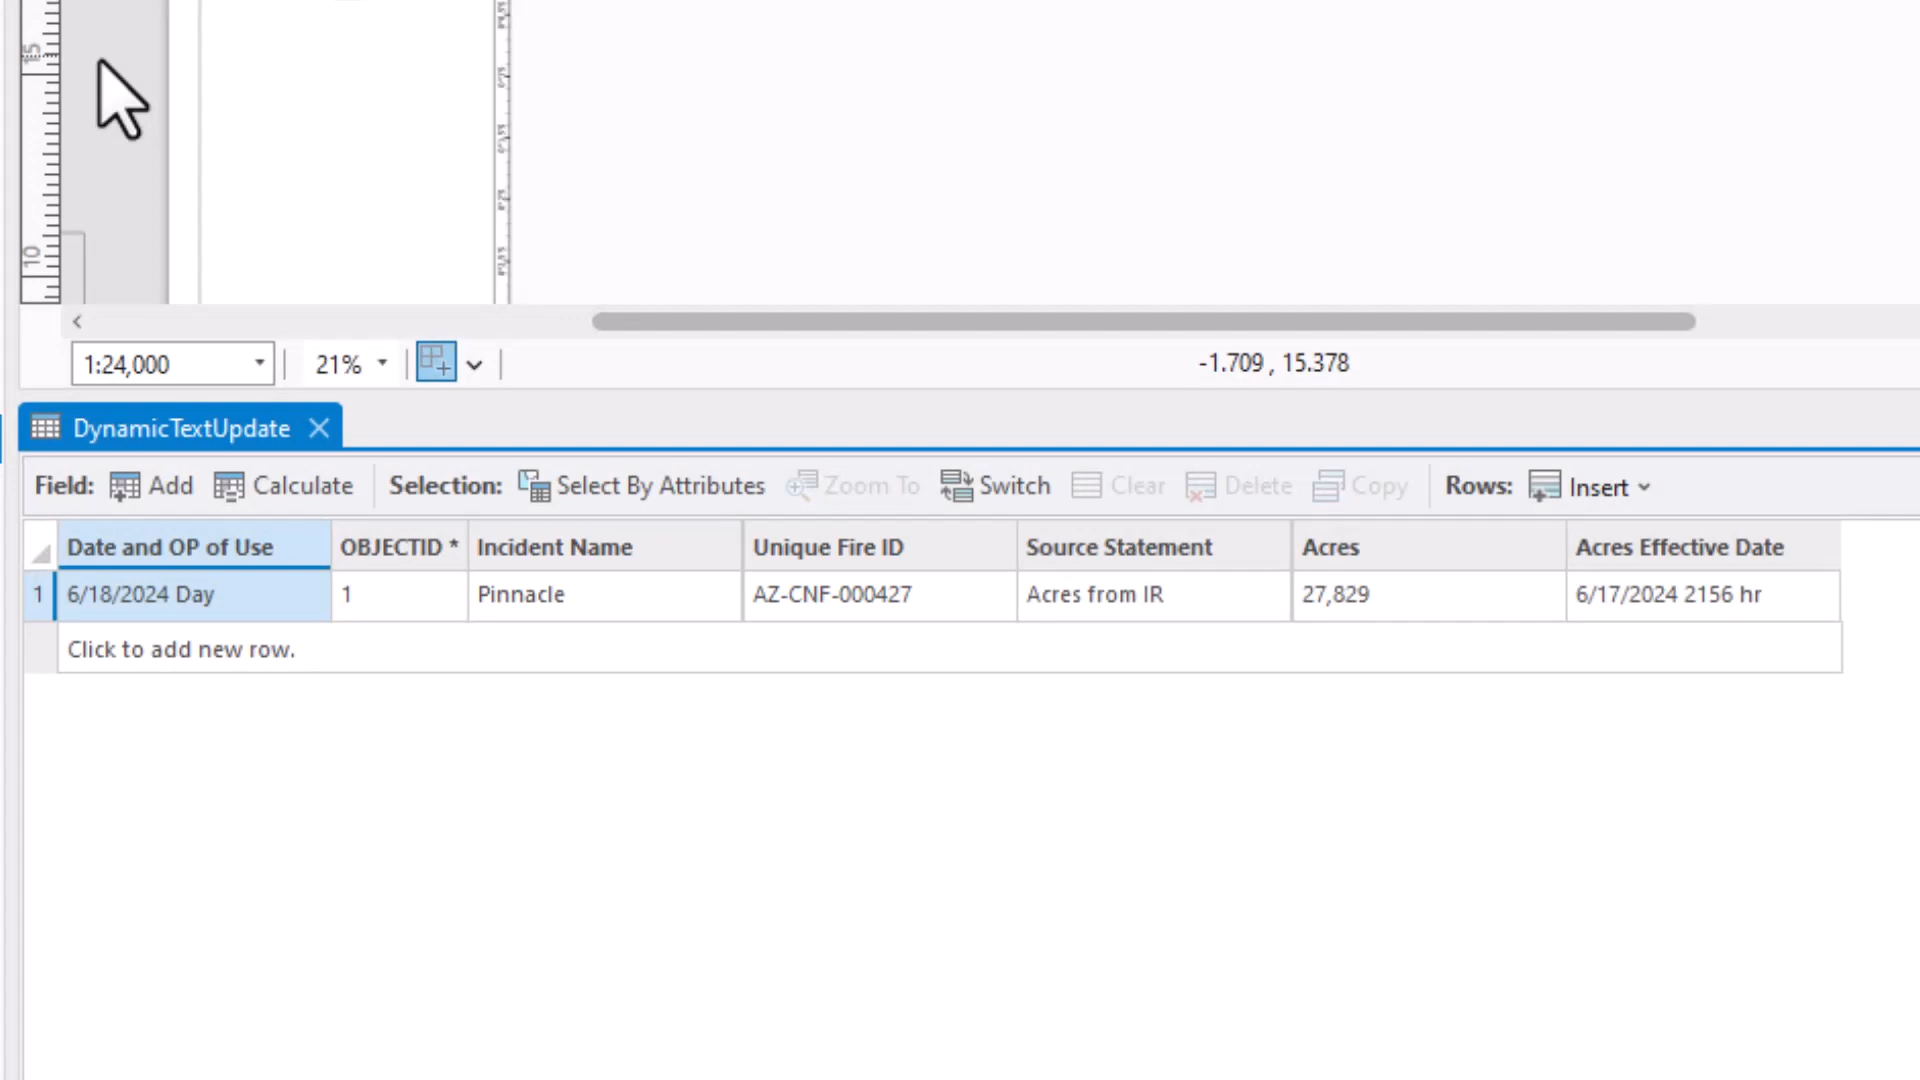 15
10
1:24,000 21% -1.709 , 15.378
DynamicTextUpdate
Field: Add Calculate Selection: Select By Attributes Zoom To Switch Clear Delete Copy Rows: Insert
Date and OP of Use OBJECTID * Incident Name Unique Fire ID Source Statement Acres Acres Effective Date
1 6/18/2024 Day 1 Pinnacle AZ-CNF-000427 Acres from IR 27,829 6/17/2024 2156 hr
Click to add new row.